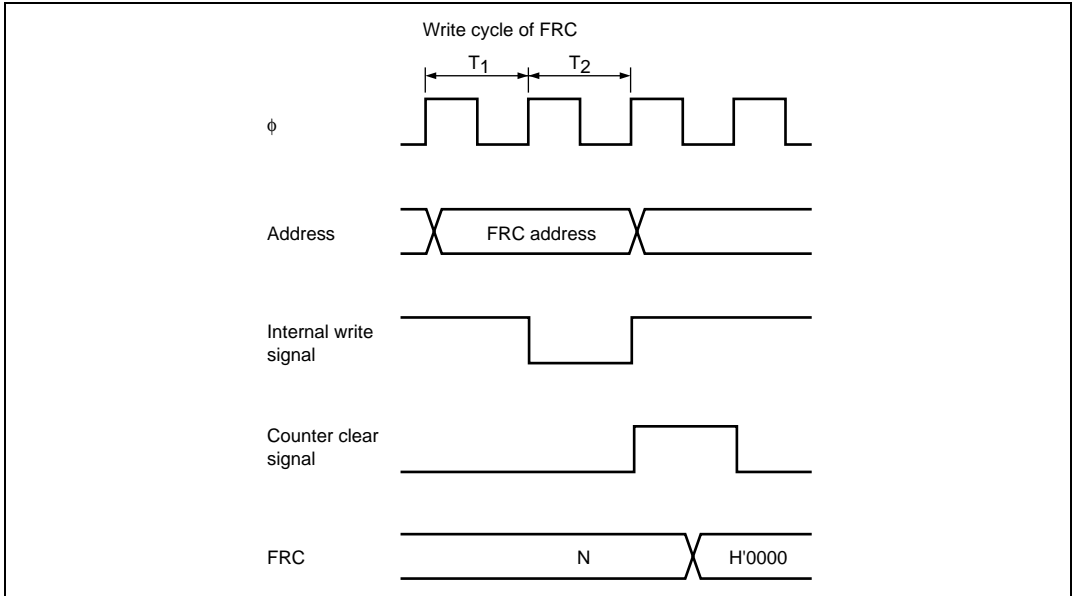 Write cycle of FRC
T1 T2
φ
Address FRC address
Internal write
signal
Counter clear
signal
FRC N H'0000